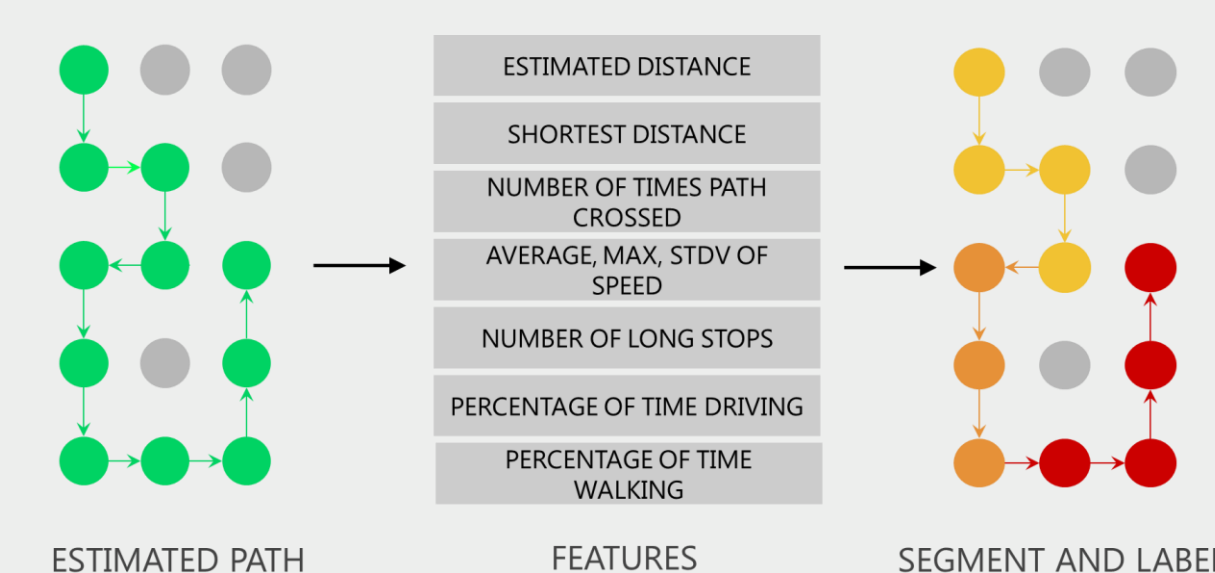 ESTIMATED DISTANCE
SHORTEST DISTANCE
NUMBER OF TIMES PATH
CROSSED
AVERAGE, MAX, STDV OF
SPEED
NUMBER OF LONG STOPS
PERCENTAGE OF TIME DRIVING
PERCENTAGE OF TIME
WALKING
ESTIMATED PATH
FEATURES
SEGMENT AND LABE